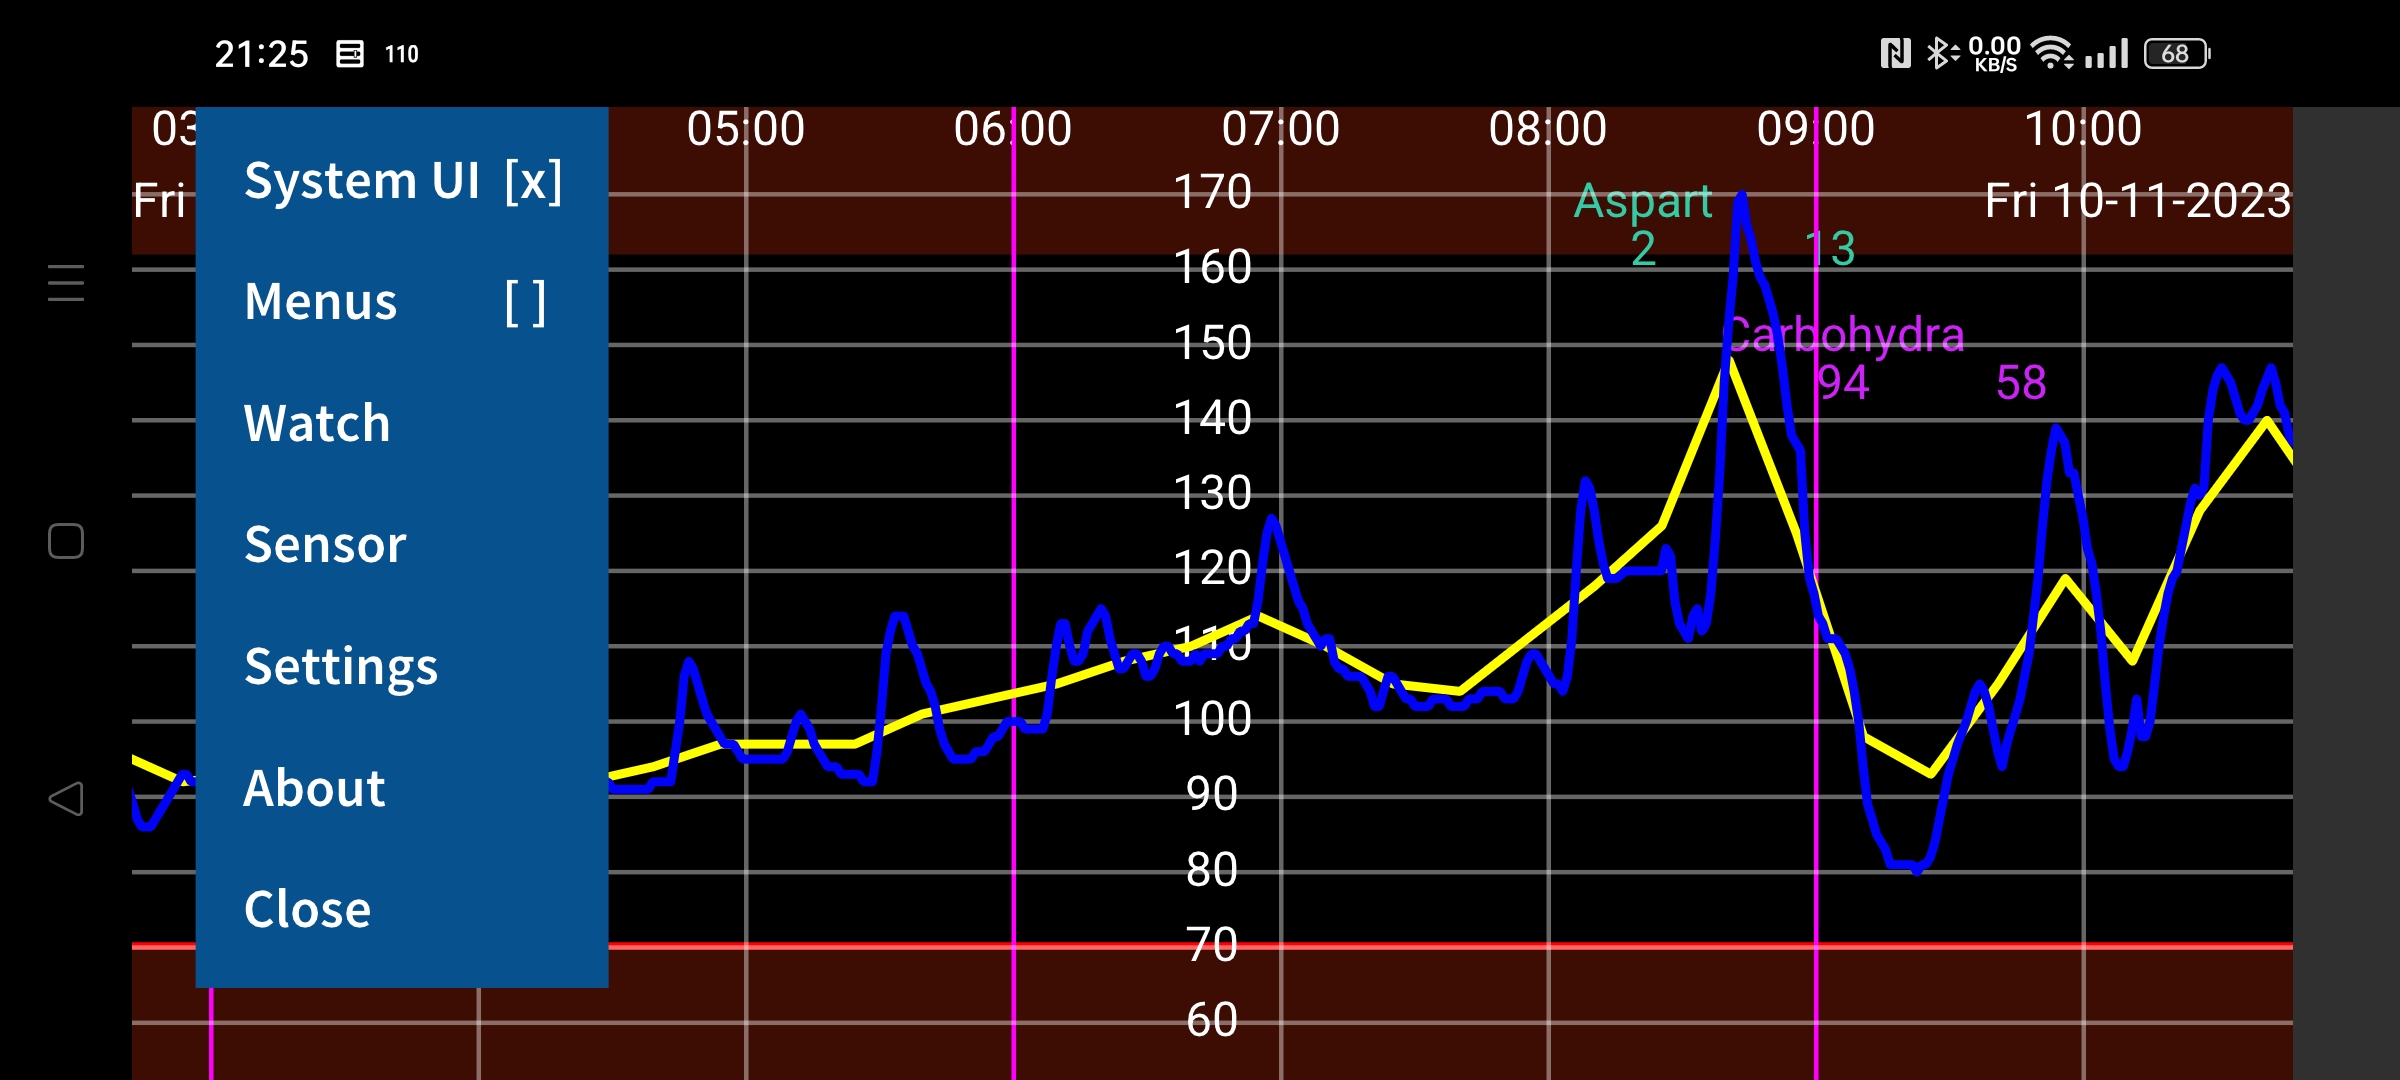 21:25 110 0.00 KB/S 68
03 05:00 06:00 07:00 08:00 09:00 10:00
Fri Fri 10-11-2023
System UI [x]
Menus [ ]
Watch
Sensor
Settings
About
Close
170
160
150
140
130
120
110
100
90
80
70
60
Aspart
2 13
Carbohydra
94 58